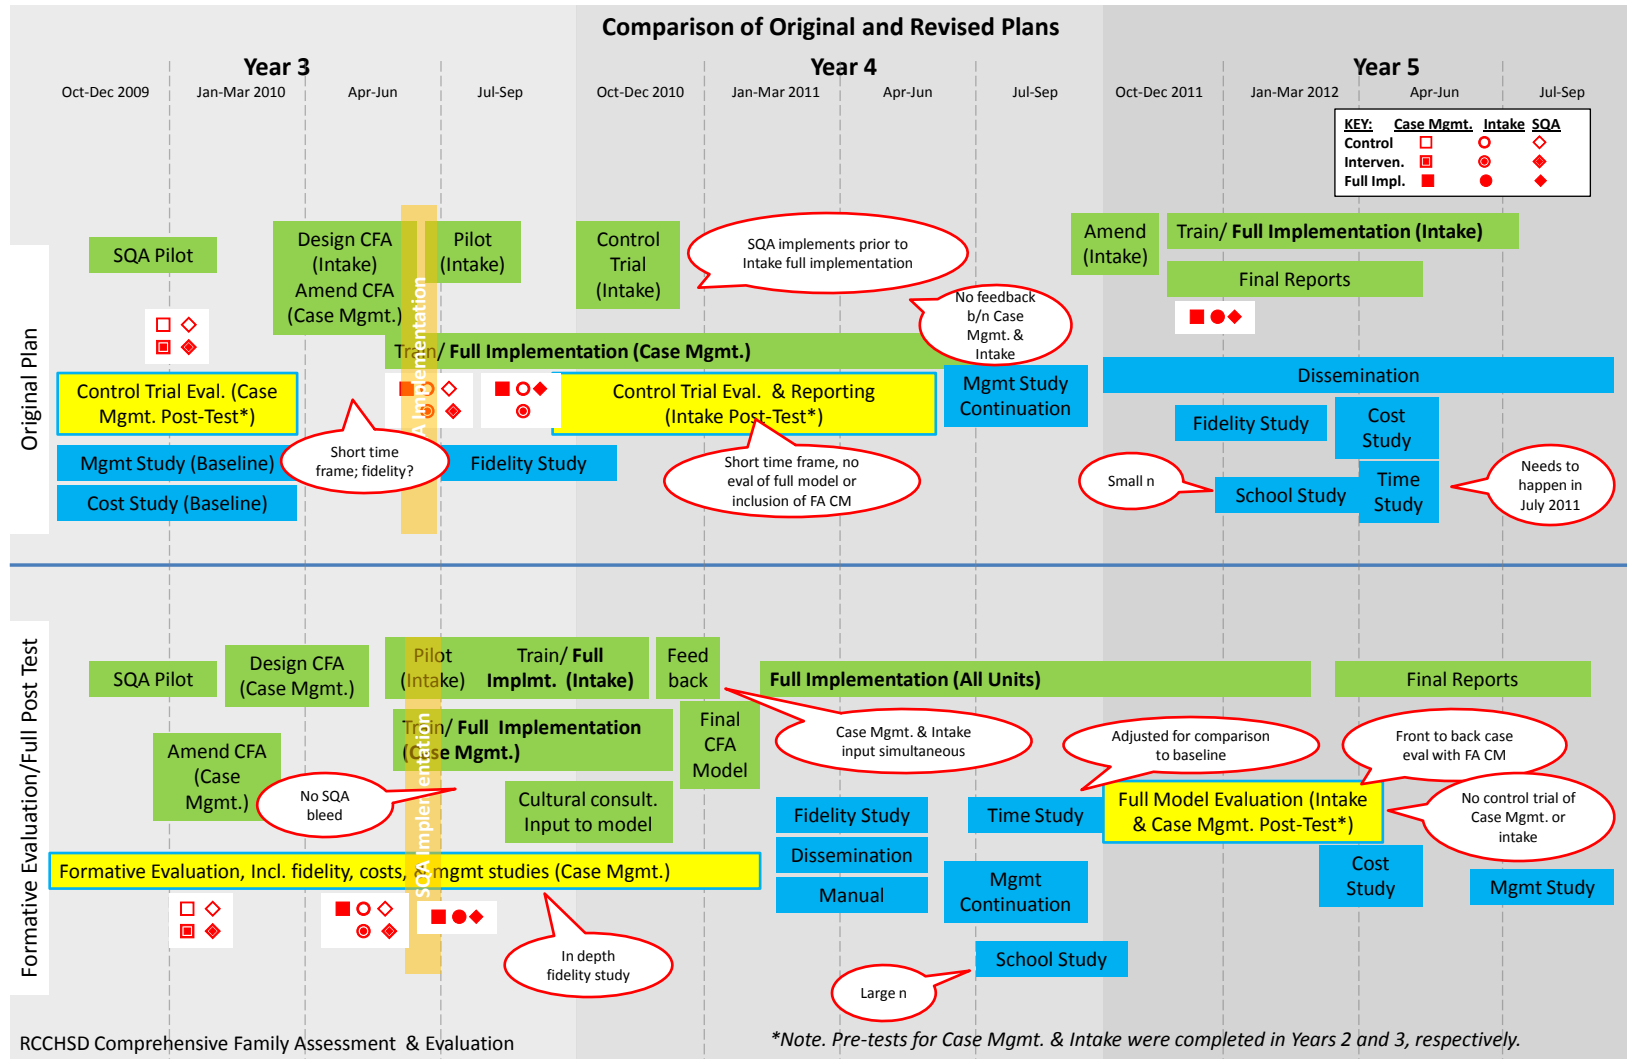 Comparison of Original and Revised Plans
Year 3
Year 4
Year 5
Oct-Dec 2009
Jan-Mar 2010
Apr-Jun
Jul-Sep
Oct-Dec 2010
Jan-Mar 2011
Apr-Jun
Jul-Sep
Oct-Dec 2011
Jan-Mar 2012
Apr-Jun
Jul-Sep
KEY: Case Mgmt. Intake SQA
Control
Interven.
Full Impl.
Original Plan
SQA Pilot
Design CFA
(Intake)
Amend CFA
(Case Mgmt.)
Pilot
(Intake)
Control
Trial
(Intake)
SQA implements prior to
Intake full implementation
Amend
(Intake)
Train/ Full Implementation (Intake)
Final Reports
No feedback
b/n Case
Mgmt. &
Intake
Train/ Full Implementation (Case Mgmt.)
A Implementation
Control Trial Eval. (Case
Mgmt. Post-Test*)
Control Trial Eval. & Reporting
(Intake Post-Test*)
Mgmt Study
Continuation
Dissemination
Fidelity Study
Cost
Study
Mgmt Study (Baseline)
Short time
frame; fidelity?
Fidelity Study
Short time frame, no
eval of full model or
inclusion of FA CM
Cost Study (Baseline)
Small n
School Study
Time
Study
Needs to
happen in
July 2011
Formative Evaluation/Full Post Test
SQA Pilot
Design CFA
(Case Mgmt.)
Pilot
(Intake)
Train/ Full
Implmt. (Intake)
Feed
back
Full Implementation (All Units)
Final Reports
Amend CFA
(Case
Mgmt.)
Train/ Full Implementation
(Case Mgmt.)
SQA Implementation
Final
CFA
Model
Case Mgmt. & Intake
input simultaneous
Adjusted for comparison
to baseline
Front to back case
eval with FA CM
No SQA
bleed
Cultural consult.
Input to model
Fidelity Study
Time Study
Full Model Evaluation (Intake
& Case Mgmt. Post-Test*)
No control trial of
Case Mgmt. or
intake
Dissemination
Formative Evaluation, Incl. fidelity, costs, & mgmt studies (Case Mgmt.)
Manual
Mgmt
Continuation
Cost
Study
Mgmt Study
In depth
fidelity study
School Study
Large n
RCCHSD Comprehensive Family Assessment & Evaluation
*Note. Pre-tests for Case Mgmt. & Intake were completed in Years 2 and 3, respectively.